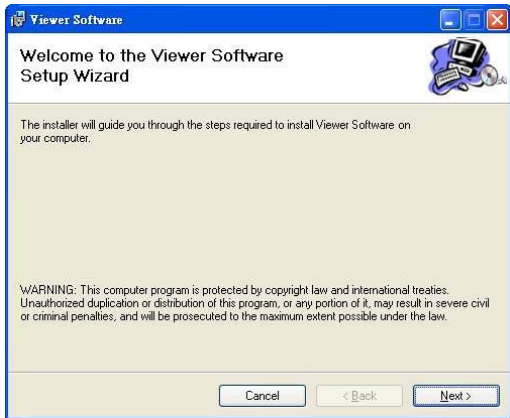 Viewer Software
Welcome to the Viewer Software
Setup Wizard
The installer will guide you through the steps required to install Viewer Software on
your computer.
WARNING: This computer program is protected by copyright law and international treaties.
Unauthorized duplication or distribution of this program, or any portion of it, may result in severe civil
or criminal penalties, and will be prosecuted to the maximum extent possible under the law.
Cancel
< Back
Next >